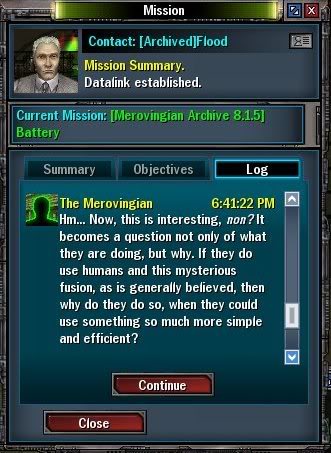 Mission
Contact: [Archived]Flood
Mission Summary.
Datalink established.
Current Mission: [Merovingian Archive 8.1.5]
Battery
Summary Objectives Log
The Merovingian 6:41:22 PM
Hm... Now, this is interesting, non? It
becomes a question not only of what
they are doing, but why. If they do
use humans and this mysterious
fusion, as is generally believed, then
why do they do so, when they could
use something so much more simple
and efficient?
Continue
Close